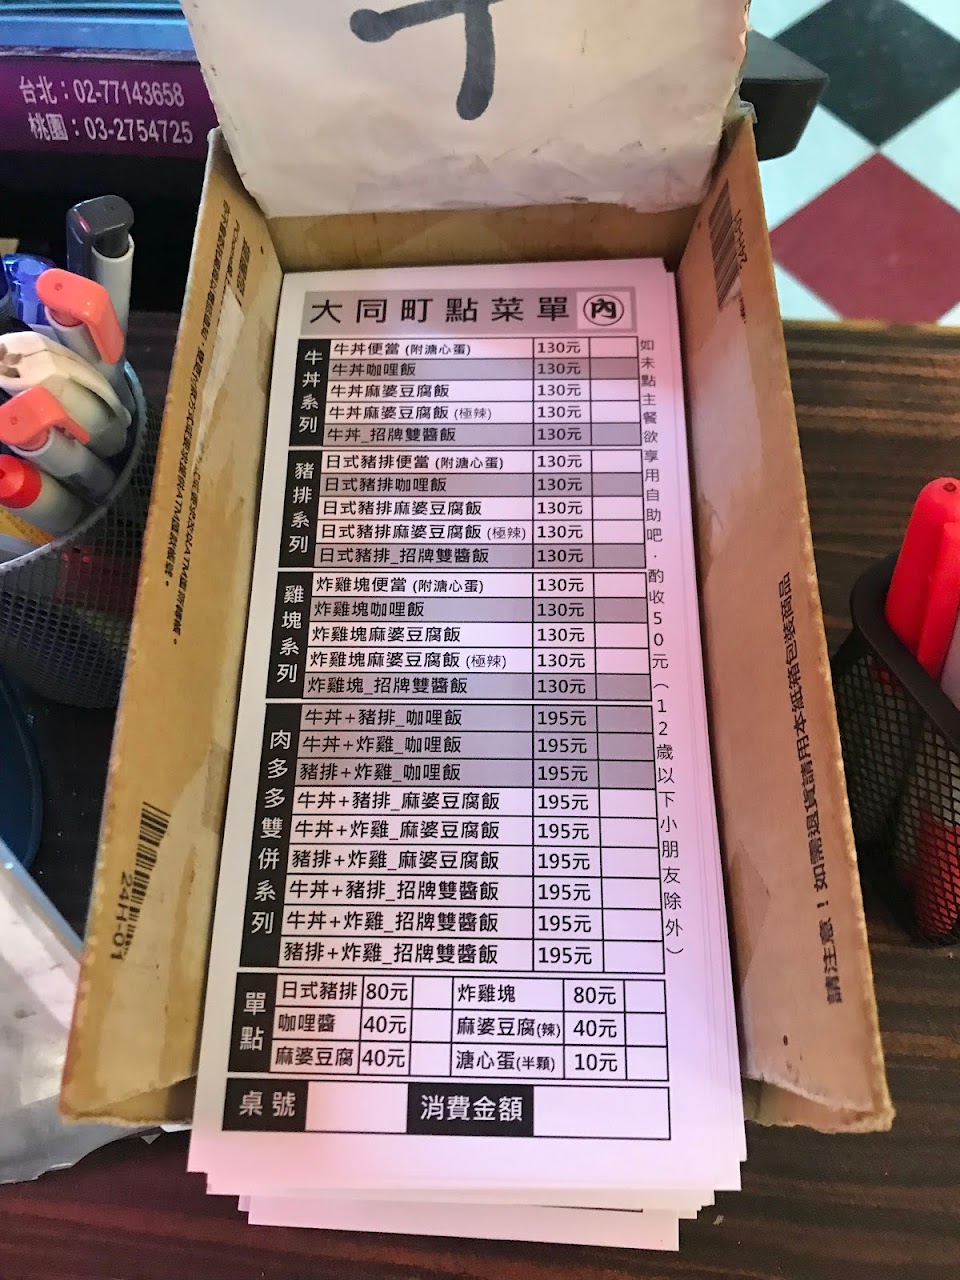 台北：02-77143658
桃園：03-2754725
大同町點菜單 內
牛丼系列
牛丼便當 (附溏心蛋) 130元
牛丼咖哩飯 130元
牛丼麻婆豆腐飯 130元
牛丼麻婆豆腐飯 (極辣) 130元
牛丼_招牌雙醬飯 130元
豬排系列
日式豬排便當 (附溏心蛋) 130元
日式豬排咖哩飯 130元
日式豬排麻婆豆腐飯 130元
日式豬排麻婆豆腐飯 (極辣) 130元
日式豬排_招牌雙醬飯 130元
雞塊系列
炸雞塊便當 (附溏心蛋) 130元
炸雞塊咖哩飯 130元
炸雞塊麻婆豆腐飯 130元
炸雞塊麻婆豆腐飯 (極辣) 130元
炸雞塊_招牌雙醬飯 130元
肉多多雙併系列
牛丼+豬排_咖哩飯 195元
牛丼+炸雞_咖哩飯 195元
豬排+炸雞_咖哩飯 195元
牛丼+豬排_麻婆豆腐飯 195元
牛丼+炸雞_麻婆豆腐飯 195元
豬排+炸雞_麻婆豆腐飯 195元
牛丼+豬排_招牌雙醬飯 195元
牛丼+炸雞_招牌雙醬飯 195元
豬排+炸雞_招牌雙醬飯 195元
如未點主餐欲享用自助吧．酌收50元（12歲以下小朋友除外）
單點
日式豬排 80元 炸雞塊 80元
咖哩醬 40元 麻婆豆腐(辣) 40元
麻婆豆腐 40元 溏心蛋(半顆) 10元
桌號 消費金額
24H-01
請注意！如需退貨請用本紙箱包裝商品